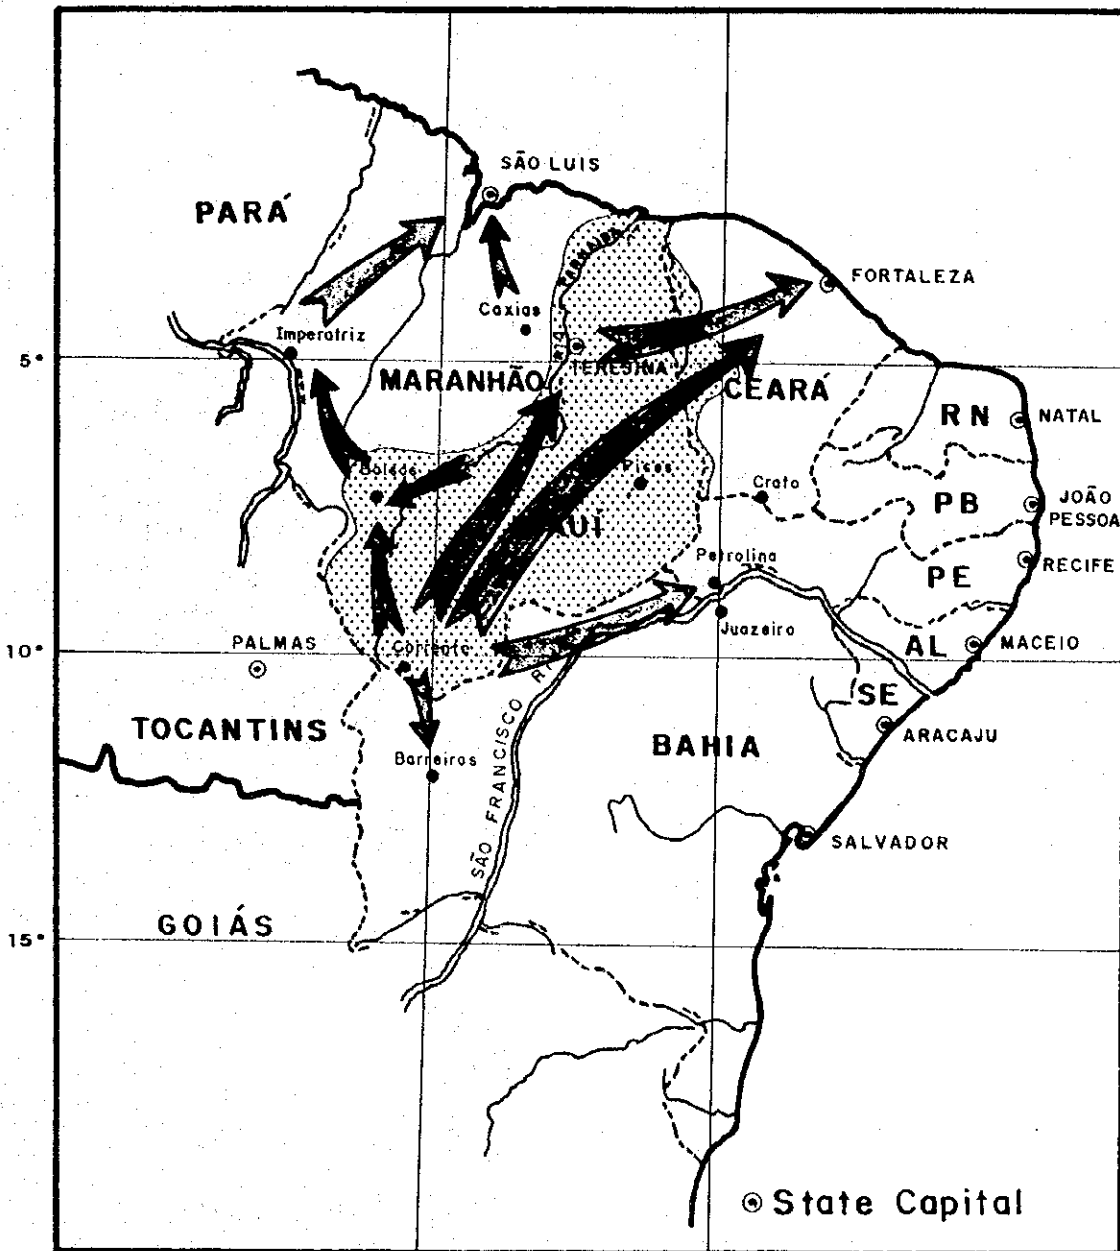 SÃO LUIS
PARÁ
FORTALEZA
Caxias
Imperatriz
5°
TERESINA
MARANHÃO
CEARÁ
RN
NATAL
Picos
Crato
PB
JOÃO
PESSOA
AUÍ
Petrolina
PE
RECIFE
Juazeiro
10°
PALMAS
Corrente
AL
MACEIO
SE
TOCANTINS
BAHIA
ARACAJU
Barreiros
SÃO FRANCISCO
SALVADOR
GOIÁS
15°
State Capital